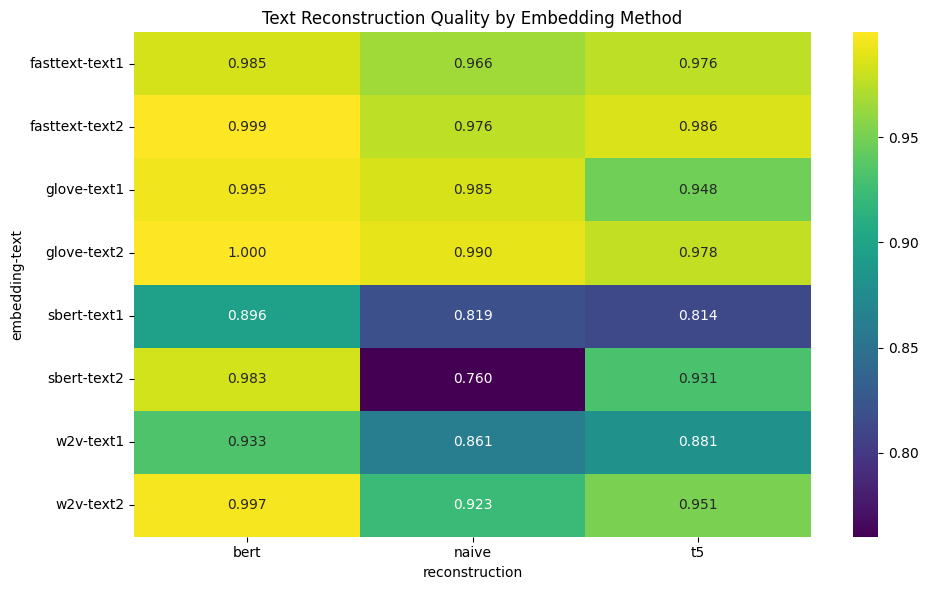 Text Reconstruction Quality by Embedding Method
embedding-text
fasttext-text1 0.985 0.966 0.976
fasttext-text2 0.999 0.976 0.986
glove-text1 0.995 0.985 0.948
glove-text2 1.000 0.990 0.978
sbert-text1 0.896 0.819 0.814
sbert-text2 0.983 0.760 0.931
w2v-text1 0.933 0.861 0.881
w2v-text2 0.997 0.923 0.951
bert naive t5
reconstruction
0.95
0.90
0.85
0.80